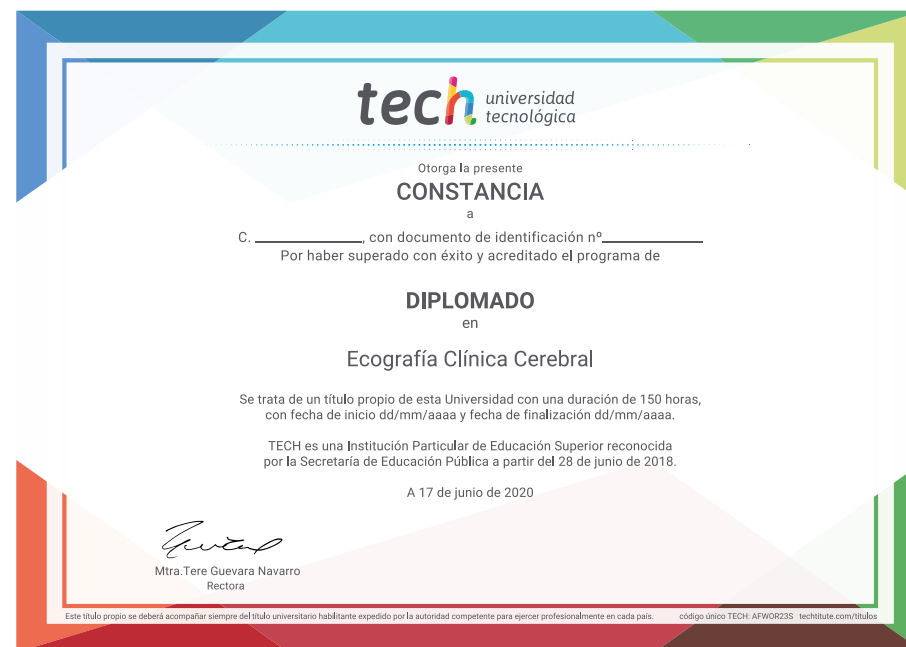 tech universidad
tecnológica
Otorga la presente
CONSTANCIA
a
C. ____________, con documento de identificación nº____________
Por haber superado con éxito y acreditado el programa de
DIPLOMADO
en
Ecografía Clínica Cerebral
Se trata de un título propio de esta Universidad con una duración de 150 horas,
con fecha de inicio dd/mm/aaaa y fecha de finalización dd/mm/aaaa.
TECH es una Institución Particular de Educación Superior reconocida
por la Secretaría de Educación Pública a partir del 28 de junio de 2018.
A 17 de junio de 2020
Mtra.Tere Guevara Navarro
Rectora
Este título propio se deberá acompañar siempre del título universitario habilitante expedido por la autoridad competente para ejercer profesionalmente en cada país. código único TECH: AFWOR23S techtitute.com/titulos